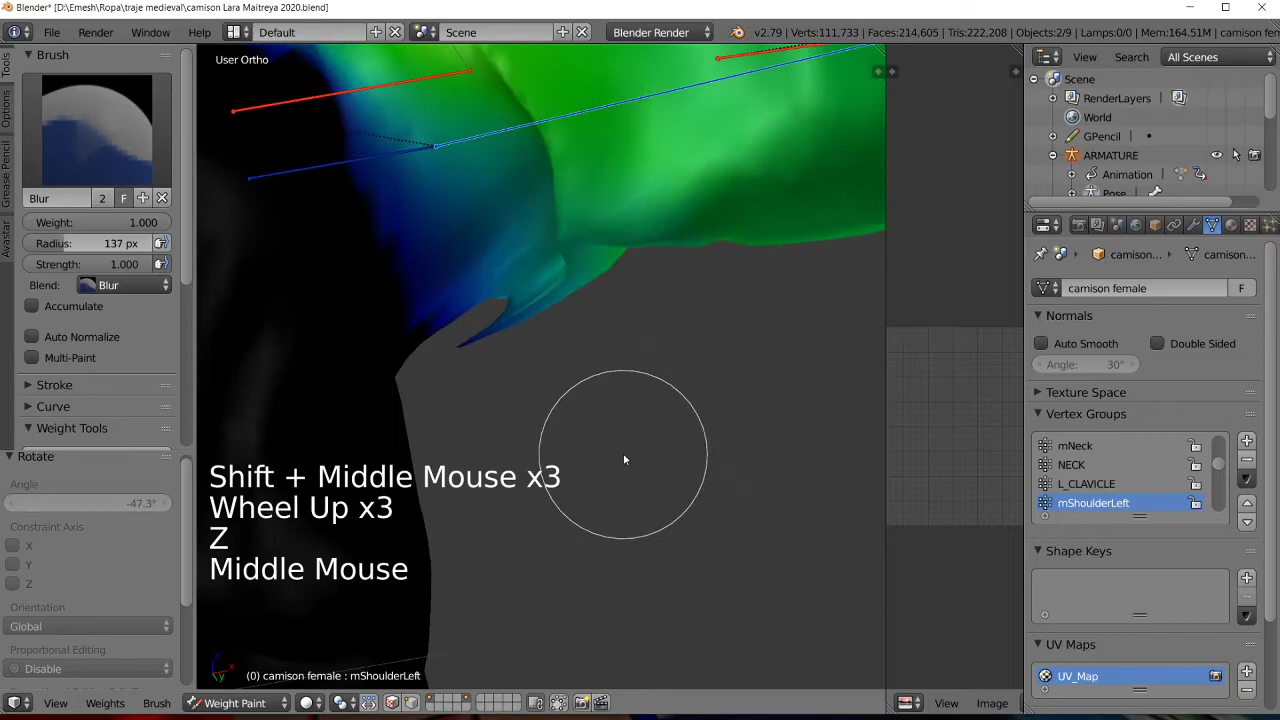 Blender* [D:\Emesh\Ropa\traje medieval\camison Lara Maitreya 2020.blend]
File Render Window Help Default Scene Blender Render v2.79 | Verts:111,733 | Faces:214,605 | Tris:222,208 | Objects:2/9 | Lamps:0/0 | Mem:164.51M | camison fe
Tools
Options
Grease Pencil
Avastar
Brush
Blur 2 F
Weight: 1.000
Radius: 137 px
Strength: 1.000
Blend: Blur
Accumulate
Auto Normalize
Multi-Paint
Stroke
Curve
Weight Tools
Rotate
Angle
-47.3°
Constraint Axis
X
Y
Z
Orientation
Global
Proportional Editing
Disable
User Ortho
Shift + Middle Mouse x3
Wheel Up x3
Z
Middle Mouse
(0) camison female : mShoulderLeft
View Weights Brush Weight Paint
View Image
View Search All Scenes
Scene
RenderLayers
World
GPencil
ARMATURE
Animation
Pose
camison... camison...
camison female F
Normals
Auto Smooth Double Sided
Angle: 30°
Texture Space
Vertex Groups
mNeck
NECK
L_CLAVICLE
mShoulderLeft
Shape Keys
UV Maps
UV_Map